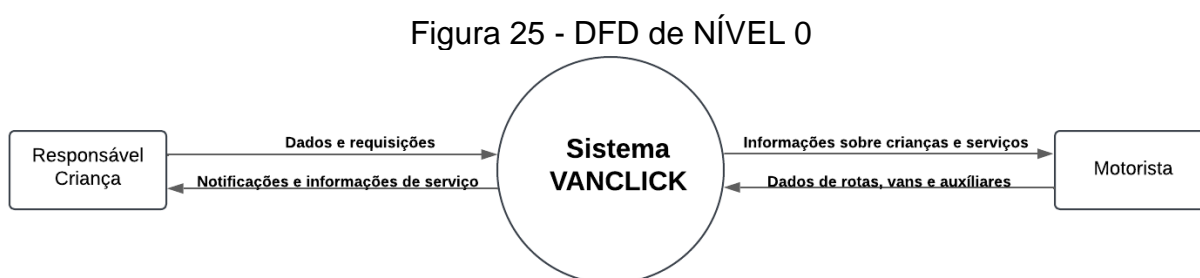 Figura 25 - DFD de NÍVEL 0
Responsável
Criança
Dados e requisições
Notificações e informações de serviço
Sistema
VANCLICK
Informações sobre crianças e serviços
Dados de rotas, vans e auxíliares
Motorista